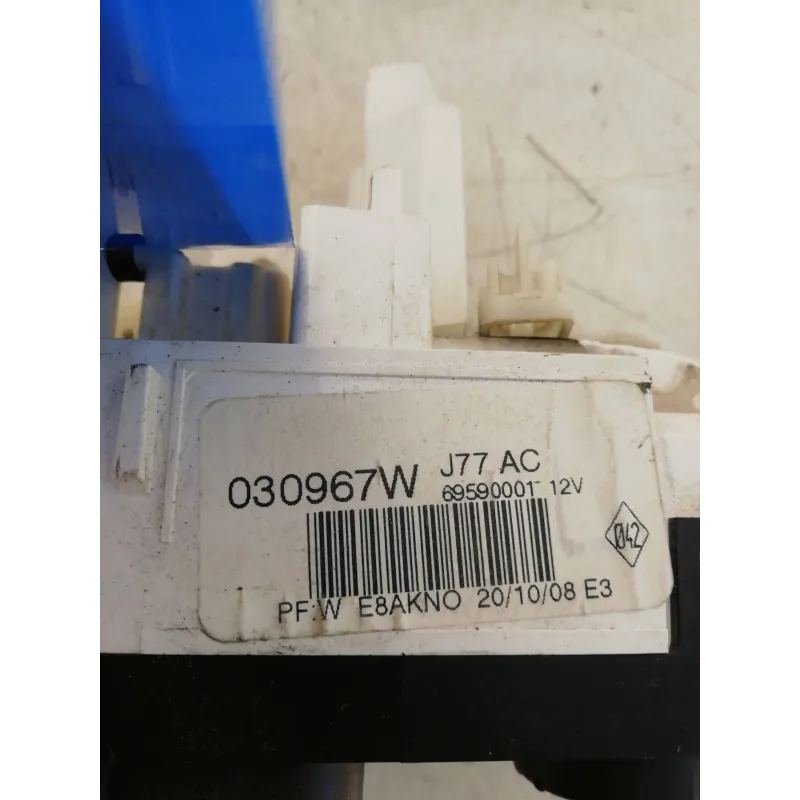 030967W J77 AC
69590001 12V
042
PF:W E8AKNO 20/10/08 E3